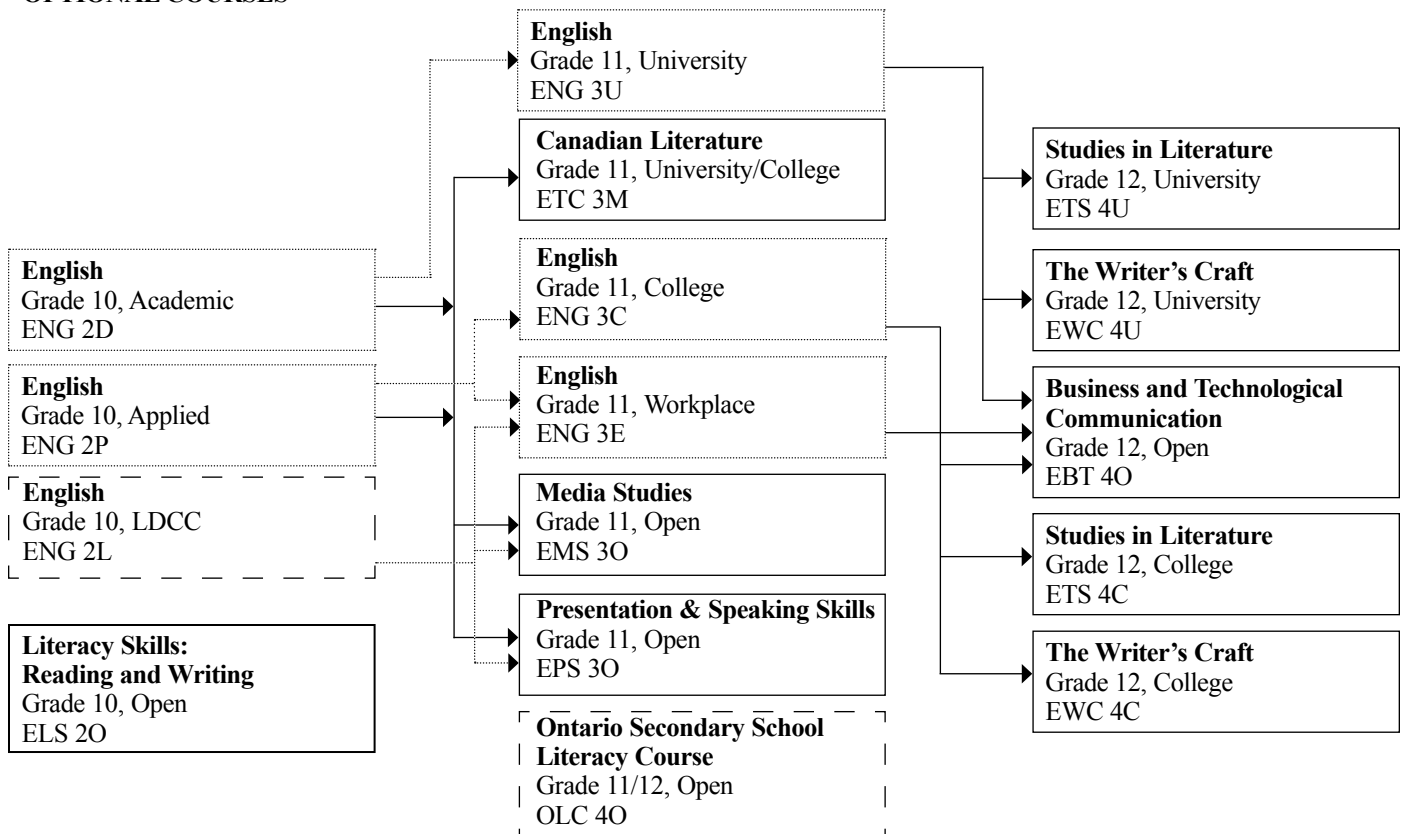 OPTIONAL COURSES
English
Grade 10, Academic
ENG 2D
English
Grade 10, Applied
ENG 2P
English
Grade 10, LDCC
ENG 2L
Literacy Skills:
Reading and Writing
Grade 10, Open
ELS 2O
English
Grade 11, University
ENG 3U
Canadian Literature
Grade 11, University/College
ETC 3M
English
Grade 11, College
ENG 3C
English
Grade 11, Workplace
ENG 3E
Media Studies
Grade 11, Open
EMS 3O
Presentation & Speaking Skills
Grade 11, Open
EPS 3O
Ontario Secondary School
Literacy Course
Grade 11/12, Open
OLC 4O
Studies in Literature
Grade 12, University
ETS 4U
The Writer’s Craft
Grade 12, University
EWC 4U
Business and Technological
Communication
Grade 12, Open
EBT 4O
Studies in Literature
Grade 12, College
ETS 4C
The Writer’s Craft
Grade 12, College
EWC 4C